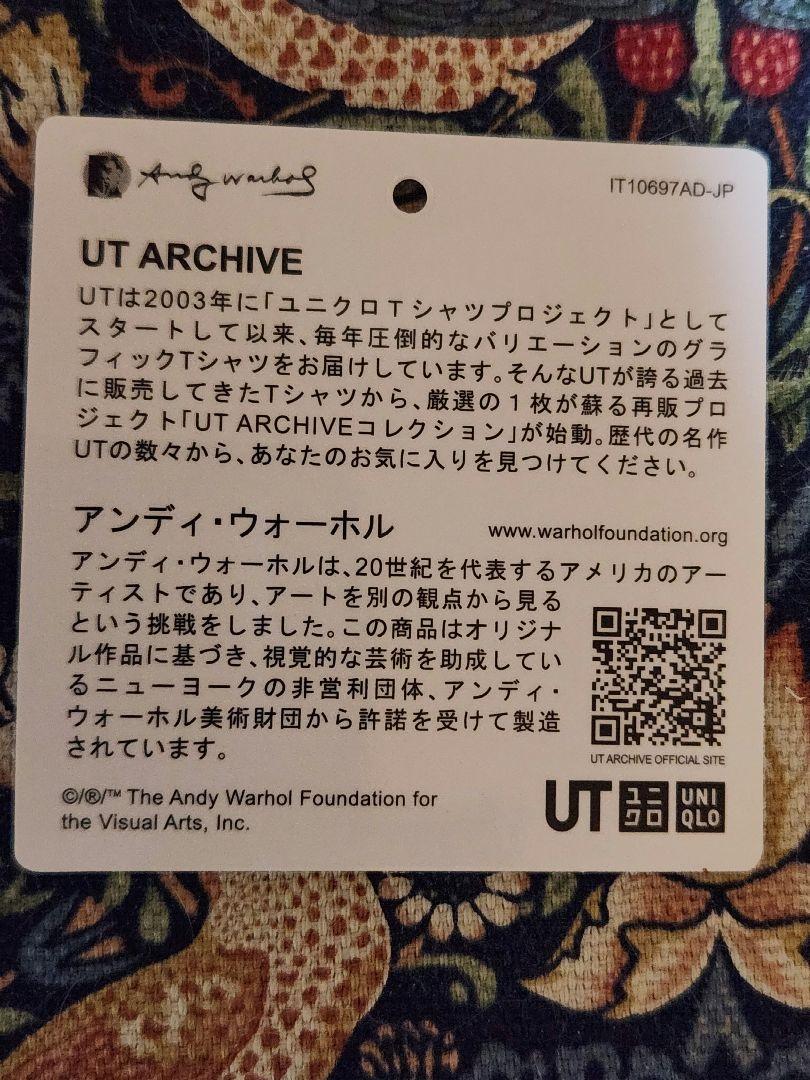 Andy Warhol
IT10697AD-JP
UT ARCHIVE
UTは2003年に「ユニクロTシャツプロジェクト」として
スタートして以来、毎年圧倒的なバリエーションのグラ
フィックTシャツをお届けしています。そんなUTが誇る過去
に販売してきたTシャツから、厳選の1枚が蘇る再販プロ
ジェクト「UT ARCHIVEコレクション」が始動。歴代の名作
UTの数々から、あなたのお気に入りを見つけてください。
アンディ・ウォーホル
www.warholfoundation.org
アンディ・ウォーホルは、20世紀を代表するアメリカのアー
ティストであり、アートを別の観点から見る
という挑戦をしました。この商品はオリジナ
ル作品に基づき、視覚的な芸術を助成してい
るニューヨークの非営利団体、アンディ・
ウォーホル美術財団から許諾を受けて製造
されています。
UT ARCHIVE OFFICIAL SITE
©/®/™ The Andy Warhol Foundation for
the Visual Arts, Inc.
UT ユニクロ UNIQLO